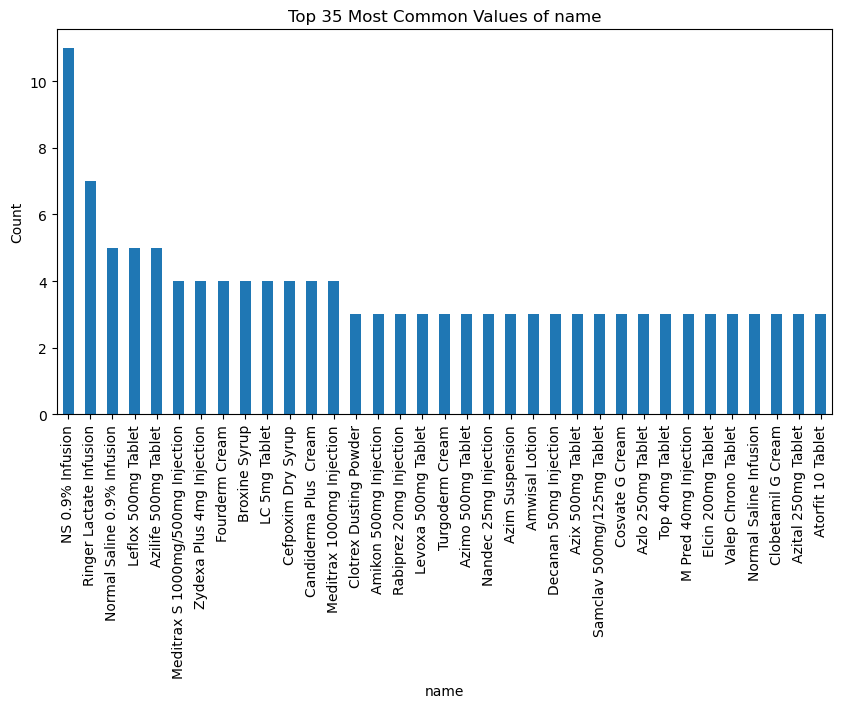 Top 35 Most Common Values of name
Count
10
8
6
4
2
0
NS 0.9% Infusion
Ringer Lactate Infusion
Normal Saline 0.9% Infusion
Leflox 500mg Tablet
Azilife 500mg Tablet
Meditrax S 1000mg/500mg Injection
Zydexa Plus 4mg Injection
Fourderm Cream
Broxine Syrup
LC 5mg Tablet
Cefpoxim Dry Syrup
Candiderma Plus  Cream
Meditrax 1000mg Injection
Clotrex Dusting Powder
Amikon 500mg Injection
Rabiprez 20mg Injection
Levoxa 500mg Tablet
Turgoderm Cream
Azimo 500mg Tablet
Nandec 25mg Injection
Azim Suspension
Amwisal Lotion
Decanan 50mg Injection
Azix 500mg Tablet
Samclav 500mg/125mg Tablet
Cosvate G Cream
Azlo 250mg Tablet
Top 40mg Tablet
M Pred 40mg Injection
Elcin 200mg Tablet
Valep Chrono Tablet
Normal Saline Infusion
Clobetamil G Cream
Azital 250mg Tablet
Atorfit 10 Tablet
name